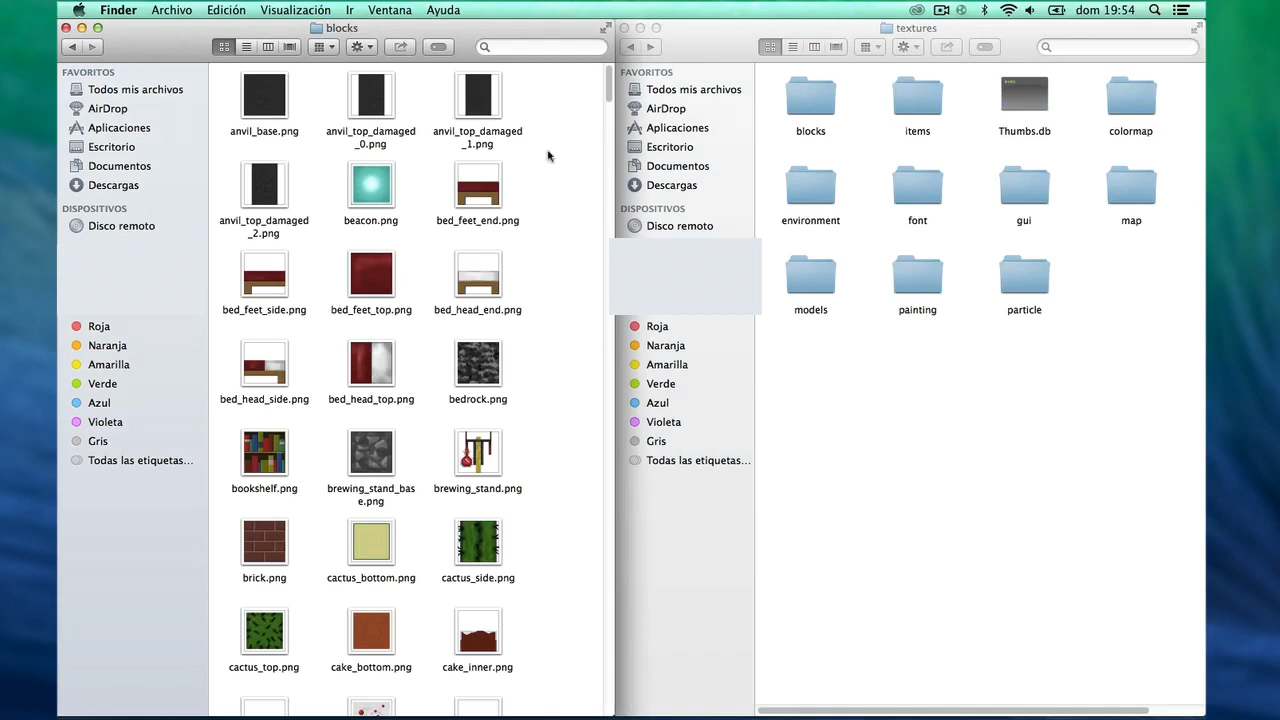 Finder Archivo Edición Visualización Ir Ventana Ayuda dom 19:54
blocks
FAVORITOS
Todos mis archivos
AirDrop
Aplicaciones
Escritorio
Documentos
Descargas
DISPOSITIVOS
Disco remoto
Roja
Naranja
Amarilla
Verde
Azul
Violeta
Gris
Todas las etiquetas...
anvil_base.png
anvil_top_damaged
_0.png
anvil_top_damaged
_1.png
anvil_top_damaged
_2.png
beacon.png
bed_feet_end.png
bed_feet_side.png
bed_feet_top.png
bed_head_end.png
bed_head_side.png
bed_head_top.png
bedrock.png
bookshelf.png
brewing_stand_bas
e.png
brewing_stand.png
brick.png
cactus_bottom.png
cactus_side.png
cactus_top.png
cake_bottom.png
cake_inner.png
textures
FAVORITOS
Todos mis archivos
AirDrop
Aplicaciones
Escritorio
Documentos
Descargas
DISPOSITIVOS
Disco remoto
Roja
Naranja
Amarilla
Verde
Azul
Violeta
Gris
Todas las etiquetas...
blocks
items
Thumbs.db
colormap
environment
font
gui
map
models
painting
particle